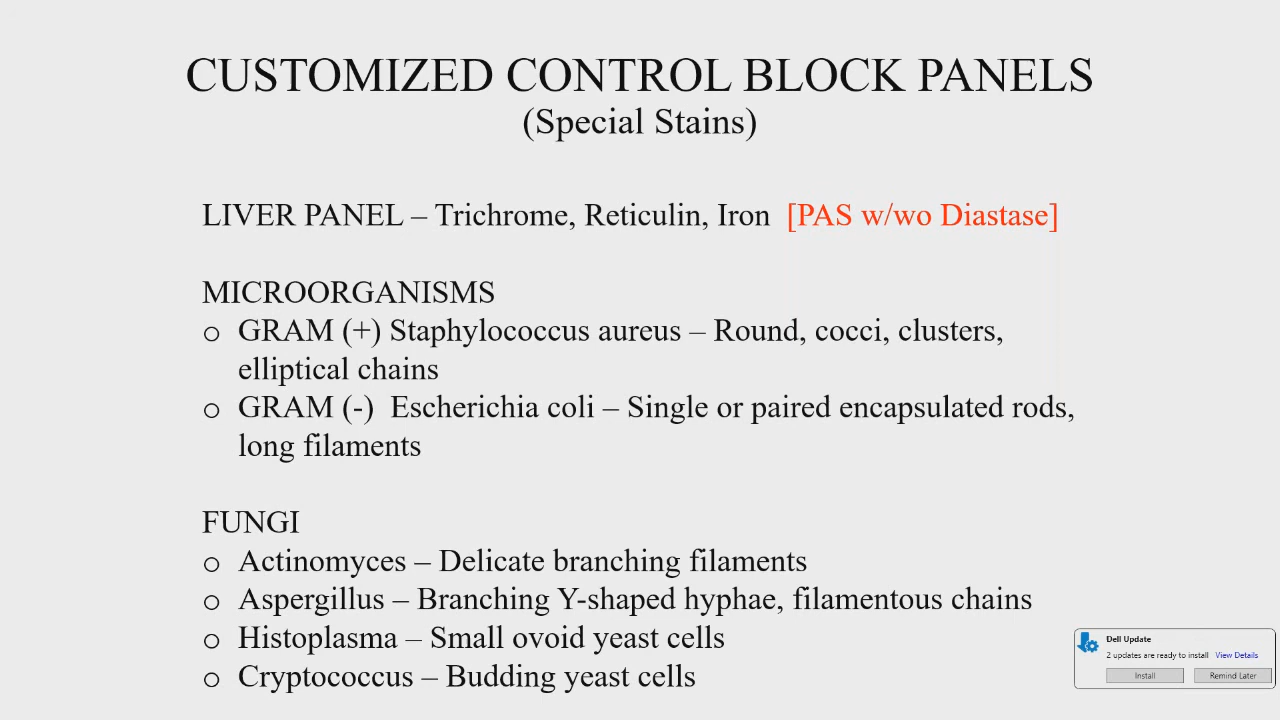 CUSTOMIZED CONTROL BLOCK PANELS
(Special Stains)
LIVER PANEL – Trichrome, Reticulin, Iron [PAS w/wo Diastase]
MICROORGANISMS
o GRAM (+) Staphylococcus aureus – Round, cocci, clusters,
elliptical chains
o GRAM (-) Escherichia coli – Single or paired encapsulated rods,
long filaments
FUNGI
o Actinomyces – Delicate branching filaments
o Aspergillus – Branching Y-shaped hyphae, filamentous chains
o Histoplasma – Small ovoid yeast cells
o Cryptococcus – Budding yeast cells
Dell Update
2 updates are ready to install View Details
Install Remind Later